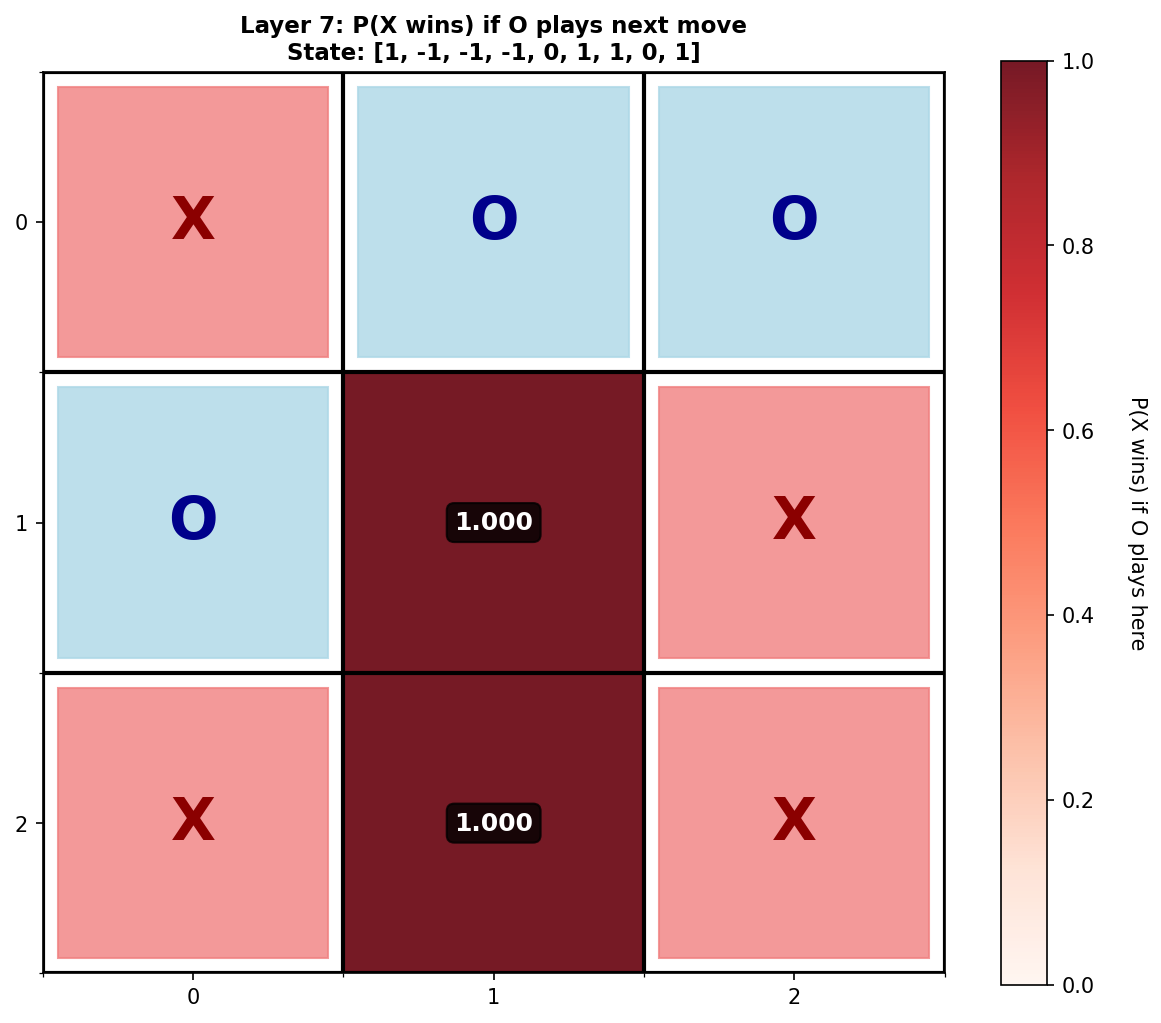 Layer 7: P(X wins) if O plays next move
State: [1, -1, -1, -1, 0, 1, 1, 0, 1]
X
O
O
0
O
1.000
X
1
X
1.000
X
2
0
1
2
1.0
0.8
0.6
0.4
0.2
0.0
P(X wins) if O plays here